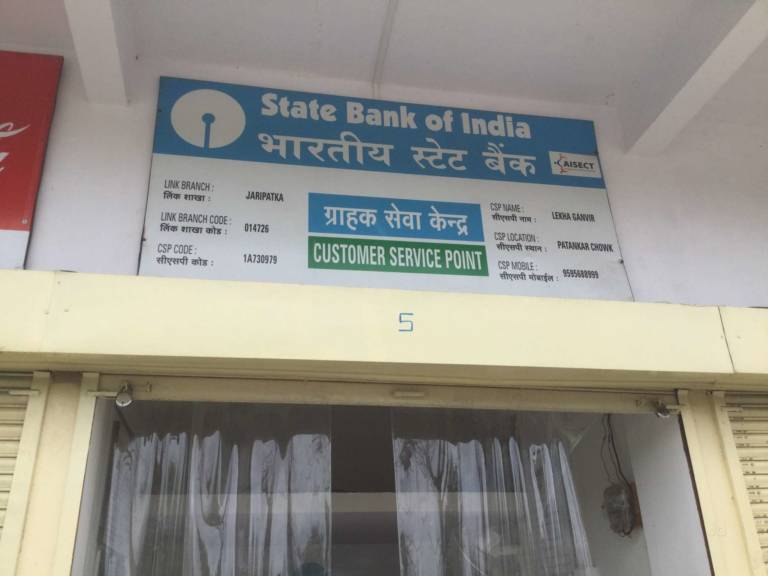 State Bank of India
भारतीय स्टेट बैंक
AISECT
LINK BRANCH :
लिंक शाखा :
JARIPATKA
LINK BRANCH CODE :
लिंक शाखा कोड :
014726
CSP CODE :
सीएसपी कोड :
1A730979
ग्राहक सेवा केन्द्र
CUSTOMER SERVICE POINT
CSP NAME :
सीएसपी नाम :
LEKHA GANVIR
CSP LOCATION :
सीएसपी स्थान :
PATANKAR CHOWK
CSP MOBILE :
सीएसपी मोबाईल :
9595688999
5